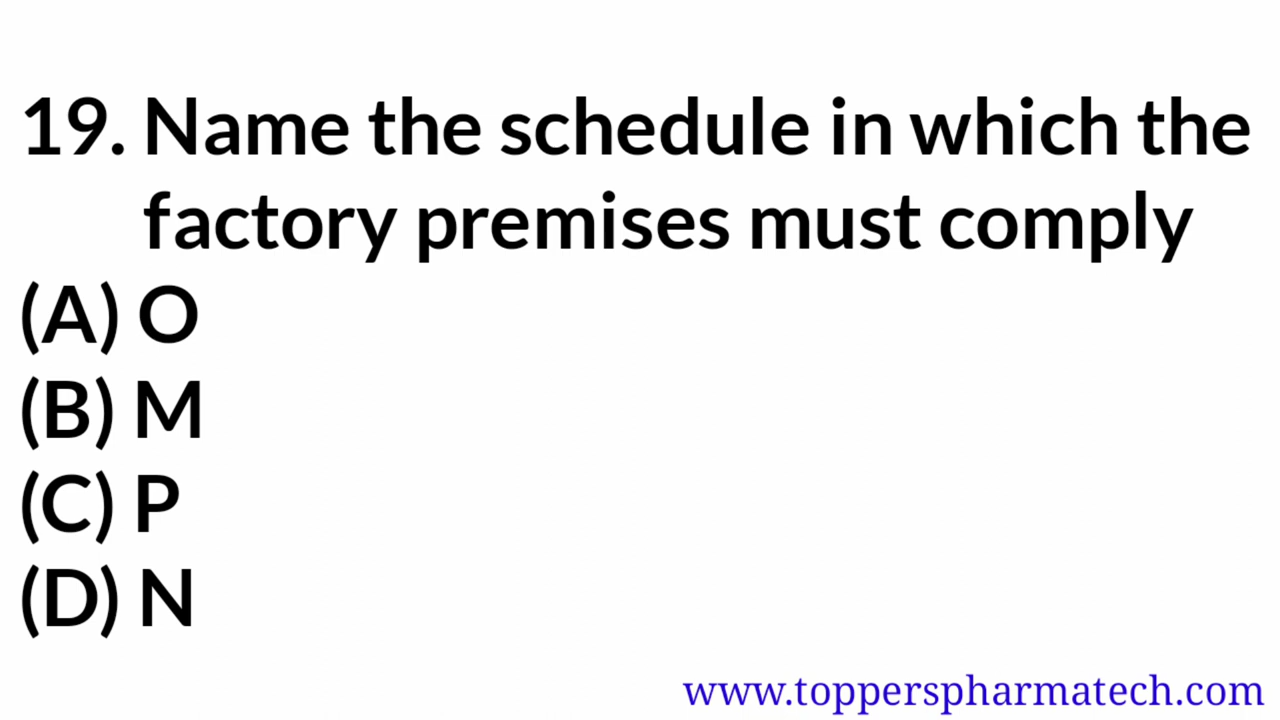 19. Name the schedule in which the
factory premises must comply
(A) O
(B) M
(C) P
(D) N
www.topperspharmatech.com